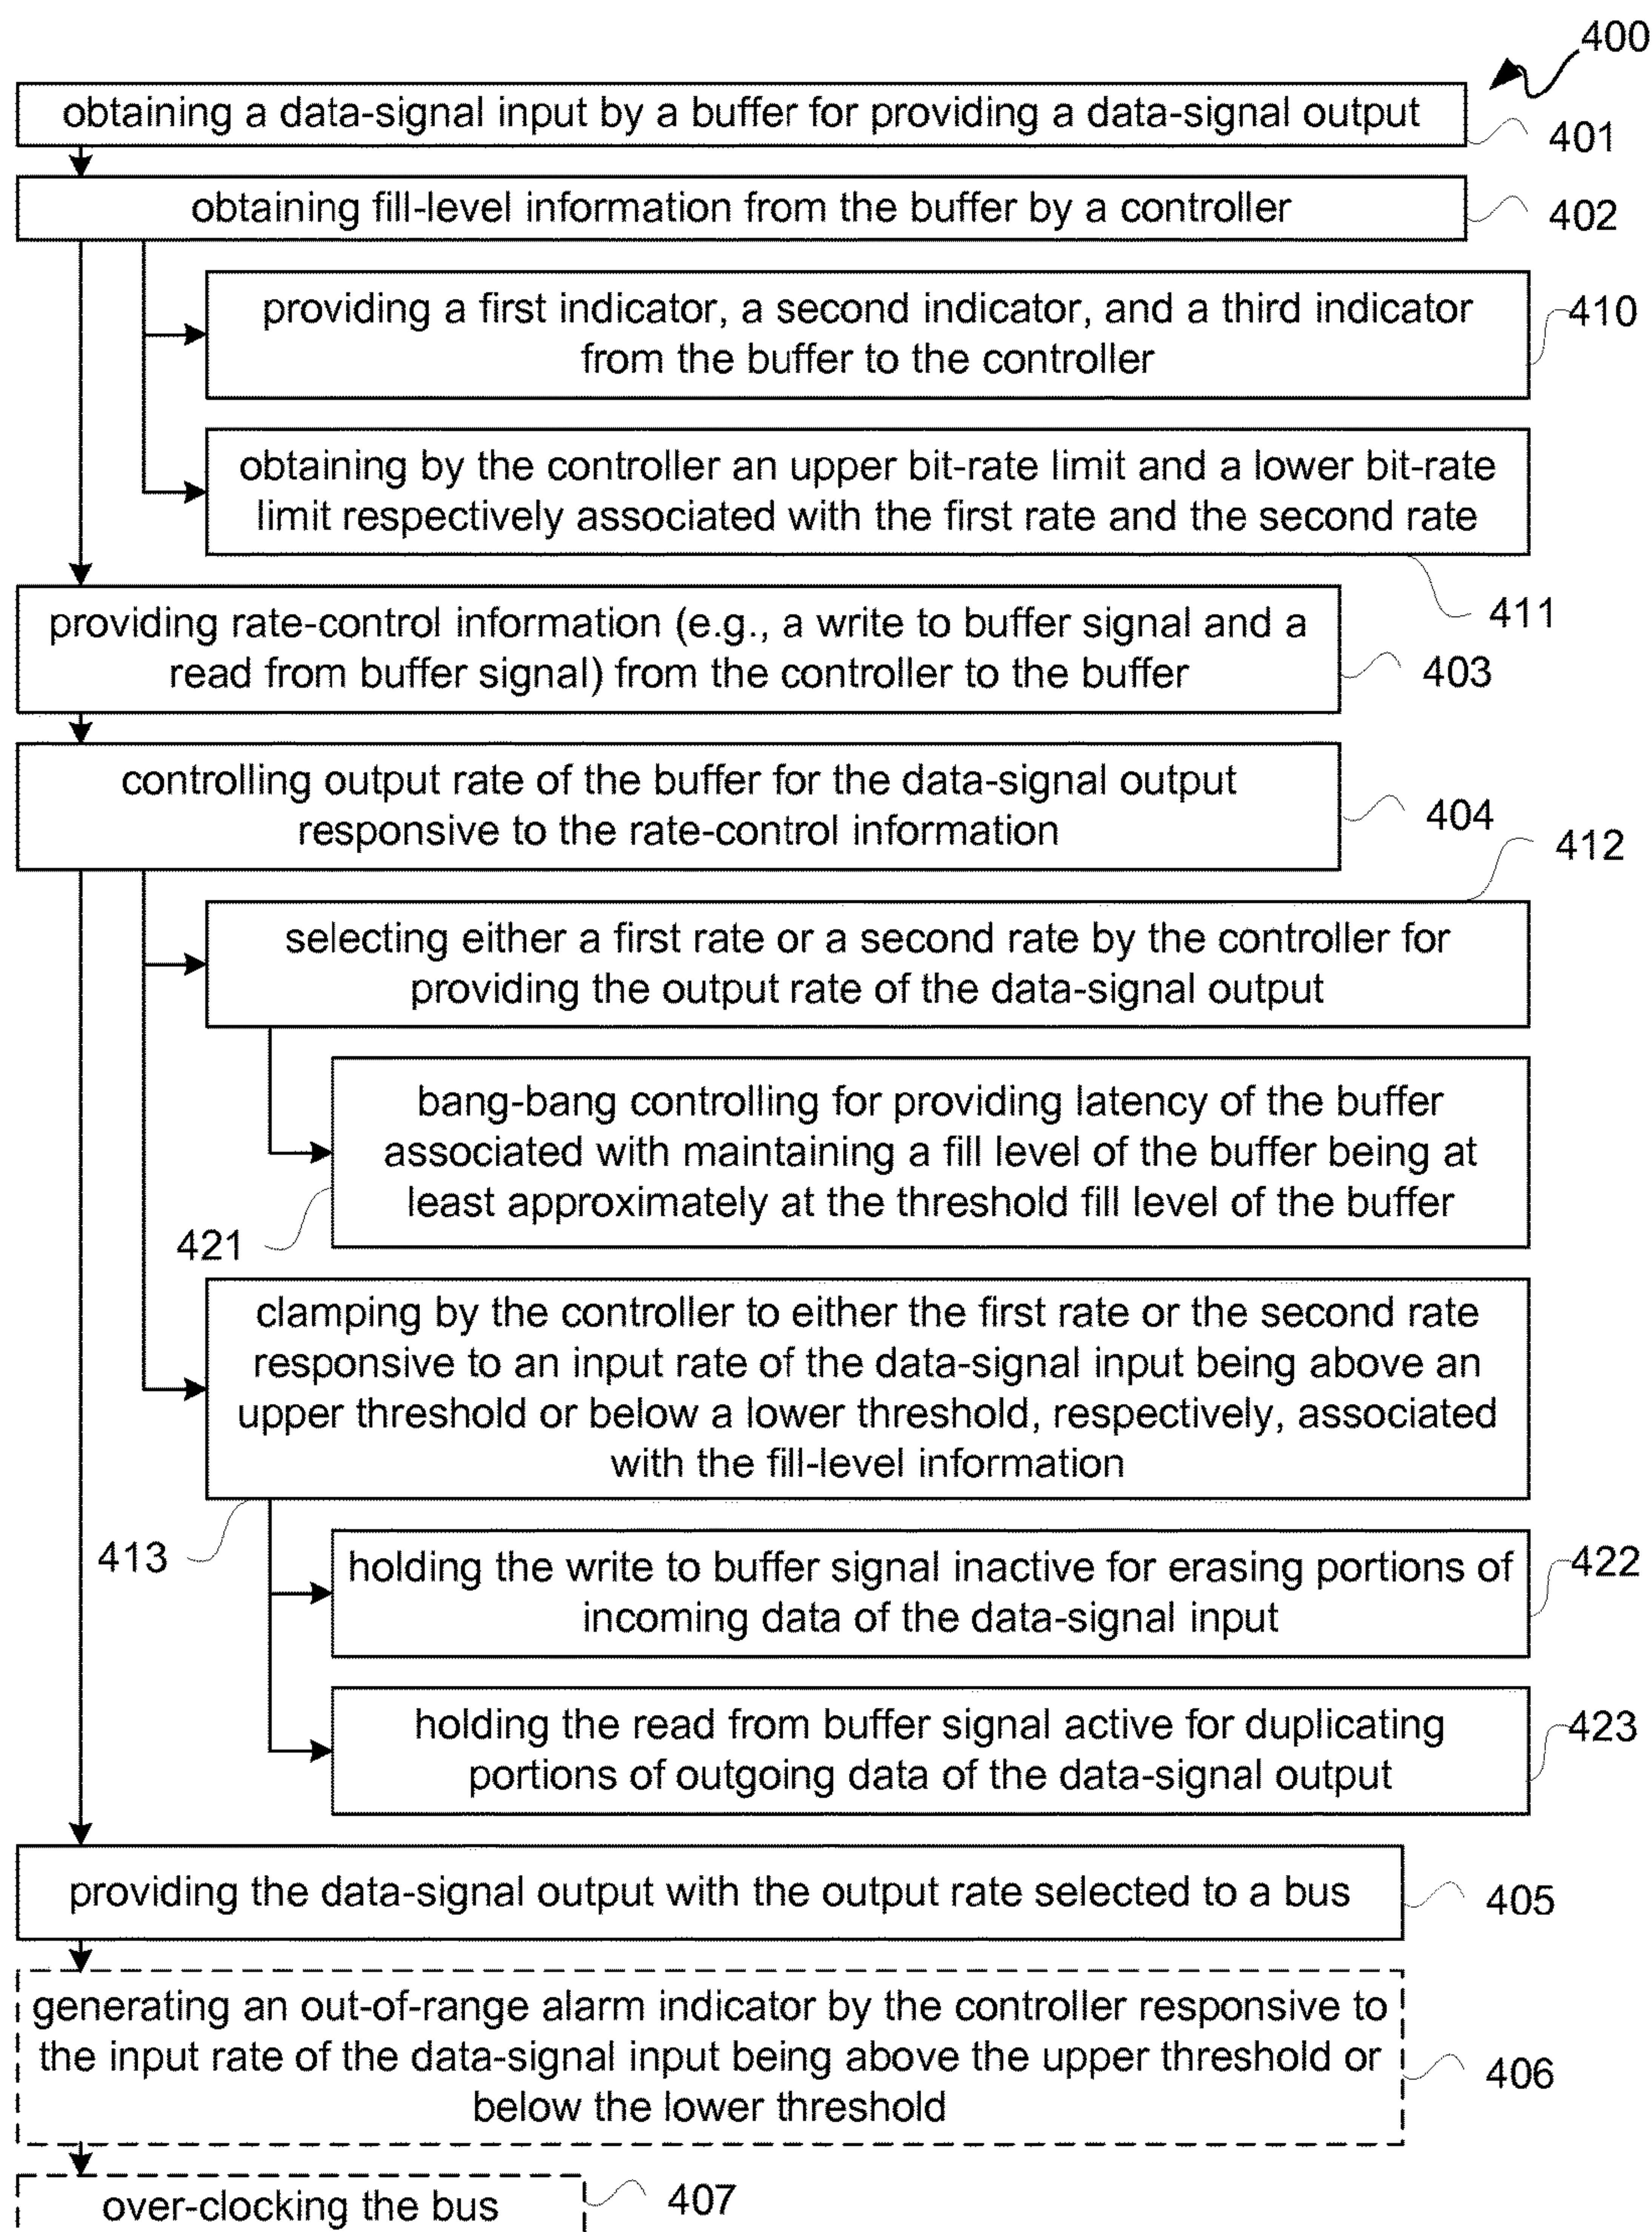 400
obtaining a data-signal input by a buffer for providing a data-signal output
401
obtaining fill-level information from the buffer by a controller
402
providing a first indicator, a second indicator, and a third indicator
from the buffer to the controller
410
obtaining by the controller an upper bit-rate limit and a lower bit-rate
limit respectively associated with the first rate and the second rate
411
providing rate-control information (e.g., a write to buffer signal and a
read from buffer signal) from the controller to the buffer
403
controlling output rate of the buffer for the data-signal output
responsive to the rate-control information
404
412
selecting either a first rate or a second rate by the controller for
providing the output rate of the data-signal output
bang-bang controlling for providing latency of the buffer
associated with maintaining a fill level of the buffer being at
least approximately at the threshold fill level of the buffer
421
clamping by the controller to either the first rate or the second rate
responsive to an input rate of the data-signal input being above an
upper threshold or below a lower threshold, respectively, associated
with the fill-level information
413
holding the write to buffer signal inactive for erasing portions of
incoming data of the data-signal input
422
holding the read from buffer signal active for duplicating
portions of outgoing data of the data-signal output
423
providing the data-signal output with the output rate selected to a bus
405
generating an out-of-range alarm indicator by the controller responsive to
the input rate of the data-signal input being above the upper threshold or
below the lower threshold
406
over-clocking the bus
407